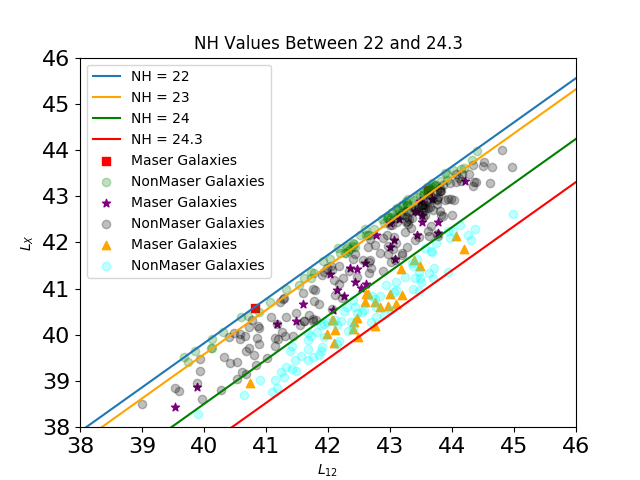 NH Values Between 22 and 24.3
NH = 22
NH = 23
NH = 24
NH = 24.3
Maser Galaxies
NonMaser Galaxies
Maser Galaxies
NonMaser Galaxies
Maser Galaxies
NonMaser Galaxies
46
45
44
43
42
41
40
39
38
L_X
38 39 40 41 42 43 44 45 46
L_{12}